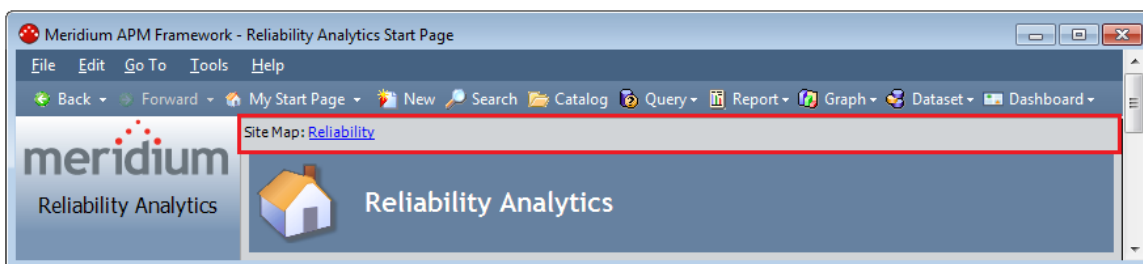 Meridium APM Framework - Reliability Analytics Start Page
File Edit Go To Tools Help
Back Forward My Start Page New Search Catalog Query Report Graph Dataset Dashboard
Site Map: Reliability
meridium
Reliability Analytics
Reliability Analytics